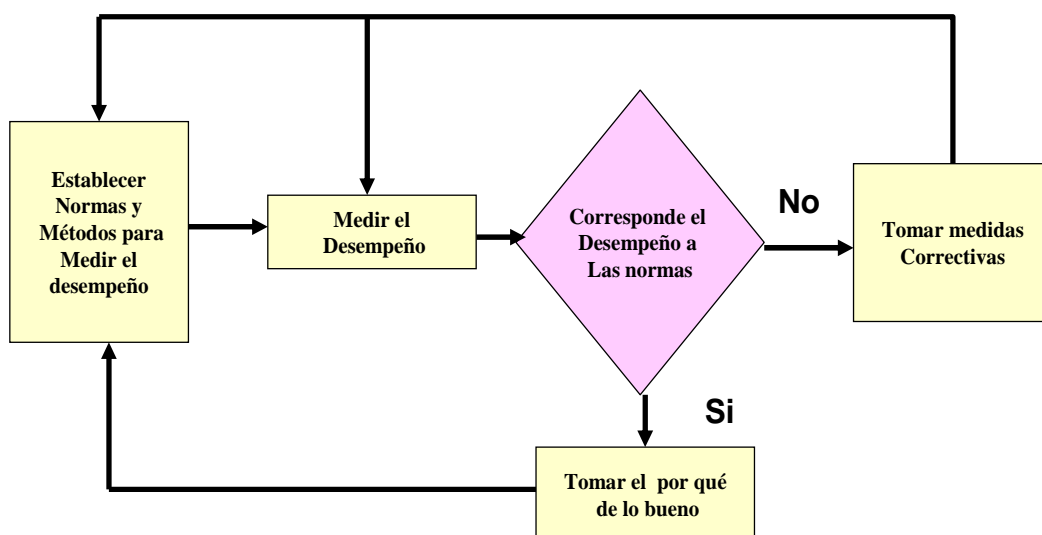 Establecer
Normas y
Métodos para
Medir el
desempeño
Medir el
Desempeño
Corresponde el
Desempeño a
Las normas
No
Tomar medidas
Correctivas
Si
Tomar el por qué
de lo bueno